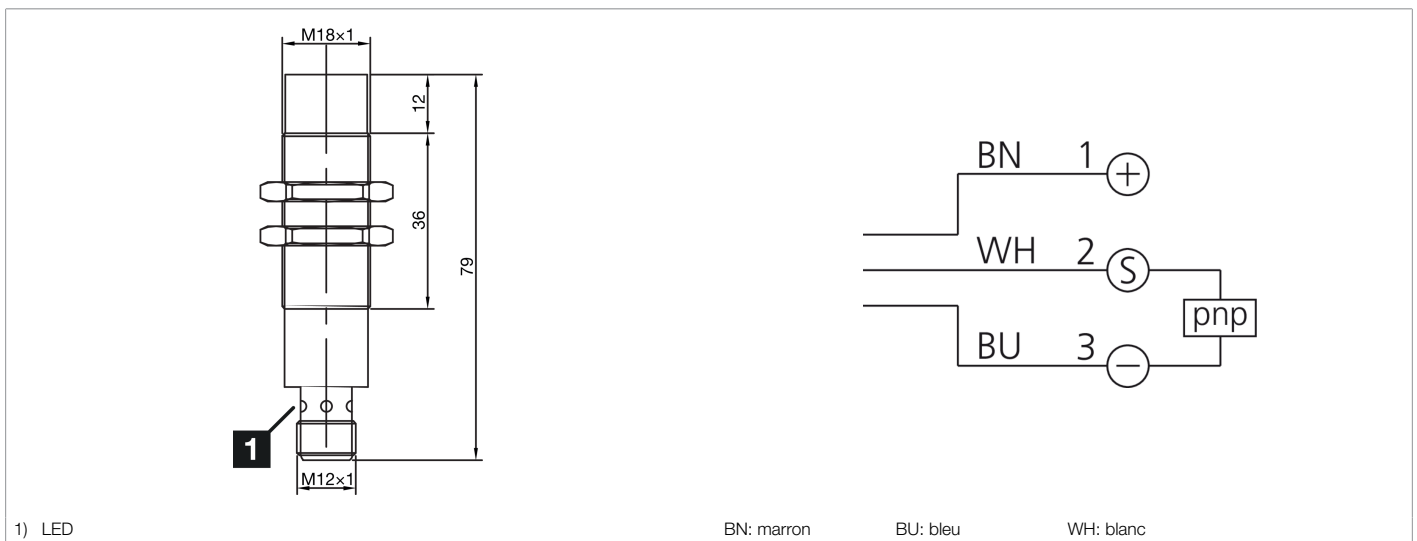 M18×1
12
36
79
1
M12×1
BN 1 +
WH 2 S
pnp
BU 3 −
1) LED
BN: marron BU: bleu WH: blanc